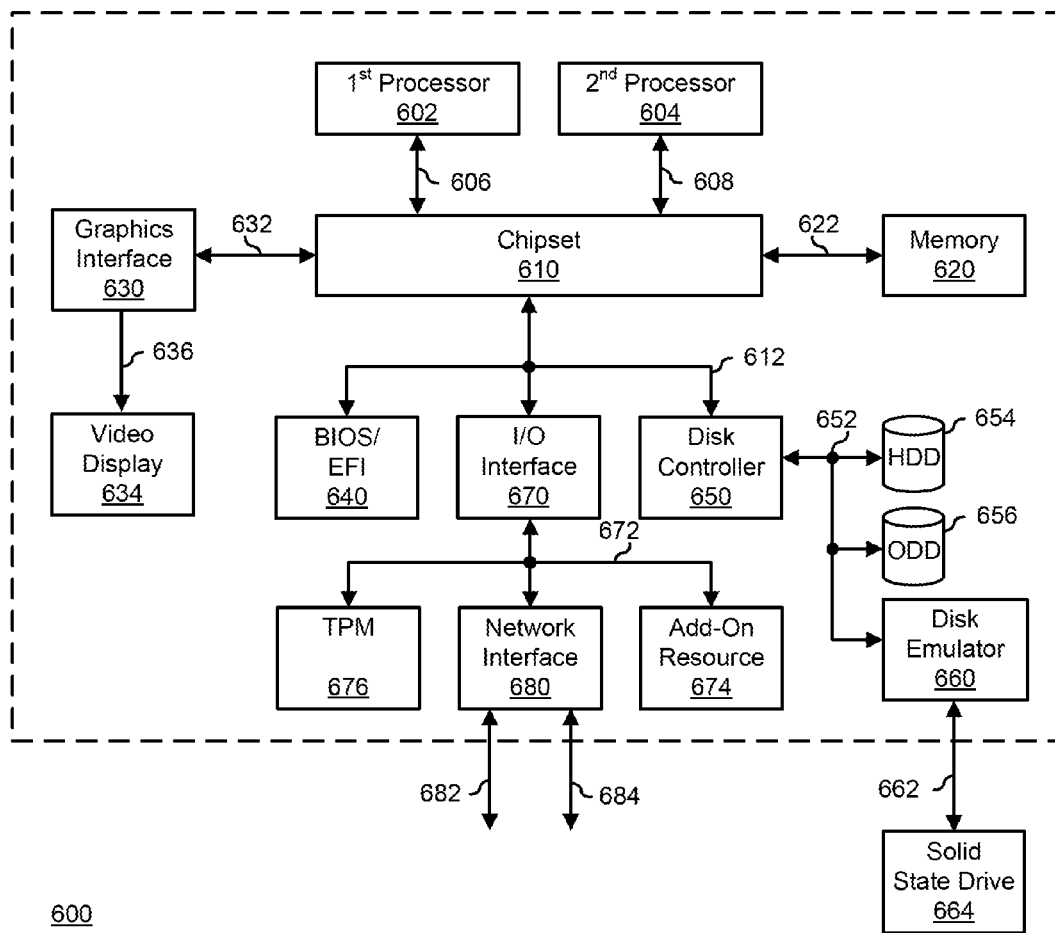 1st Processor
602
2nd Processor
604
606
608
Graphics
Interface
630
632
Chipset
610
622
Memory
620
636
612
Video
Display
634
BIOS/
EFI
640
I/O
Interface
670
Disk
Controller
650
652
HDD
654
ODD
656
672
TPM
676
Network
Interface
680
Add-On
Resource
674
Disk
Emulator
660
682
684
662
Solid
State Drive
664
600